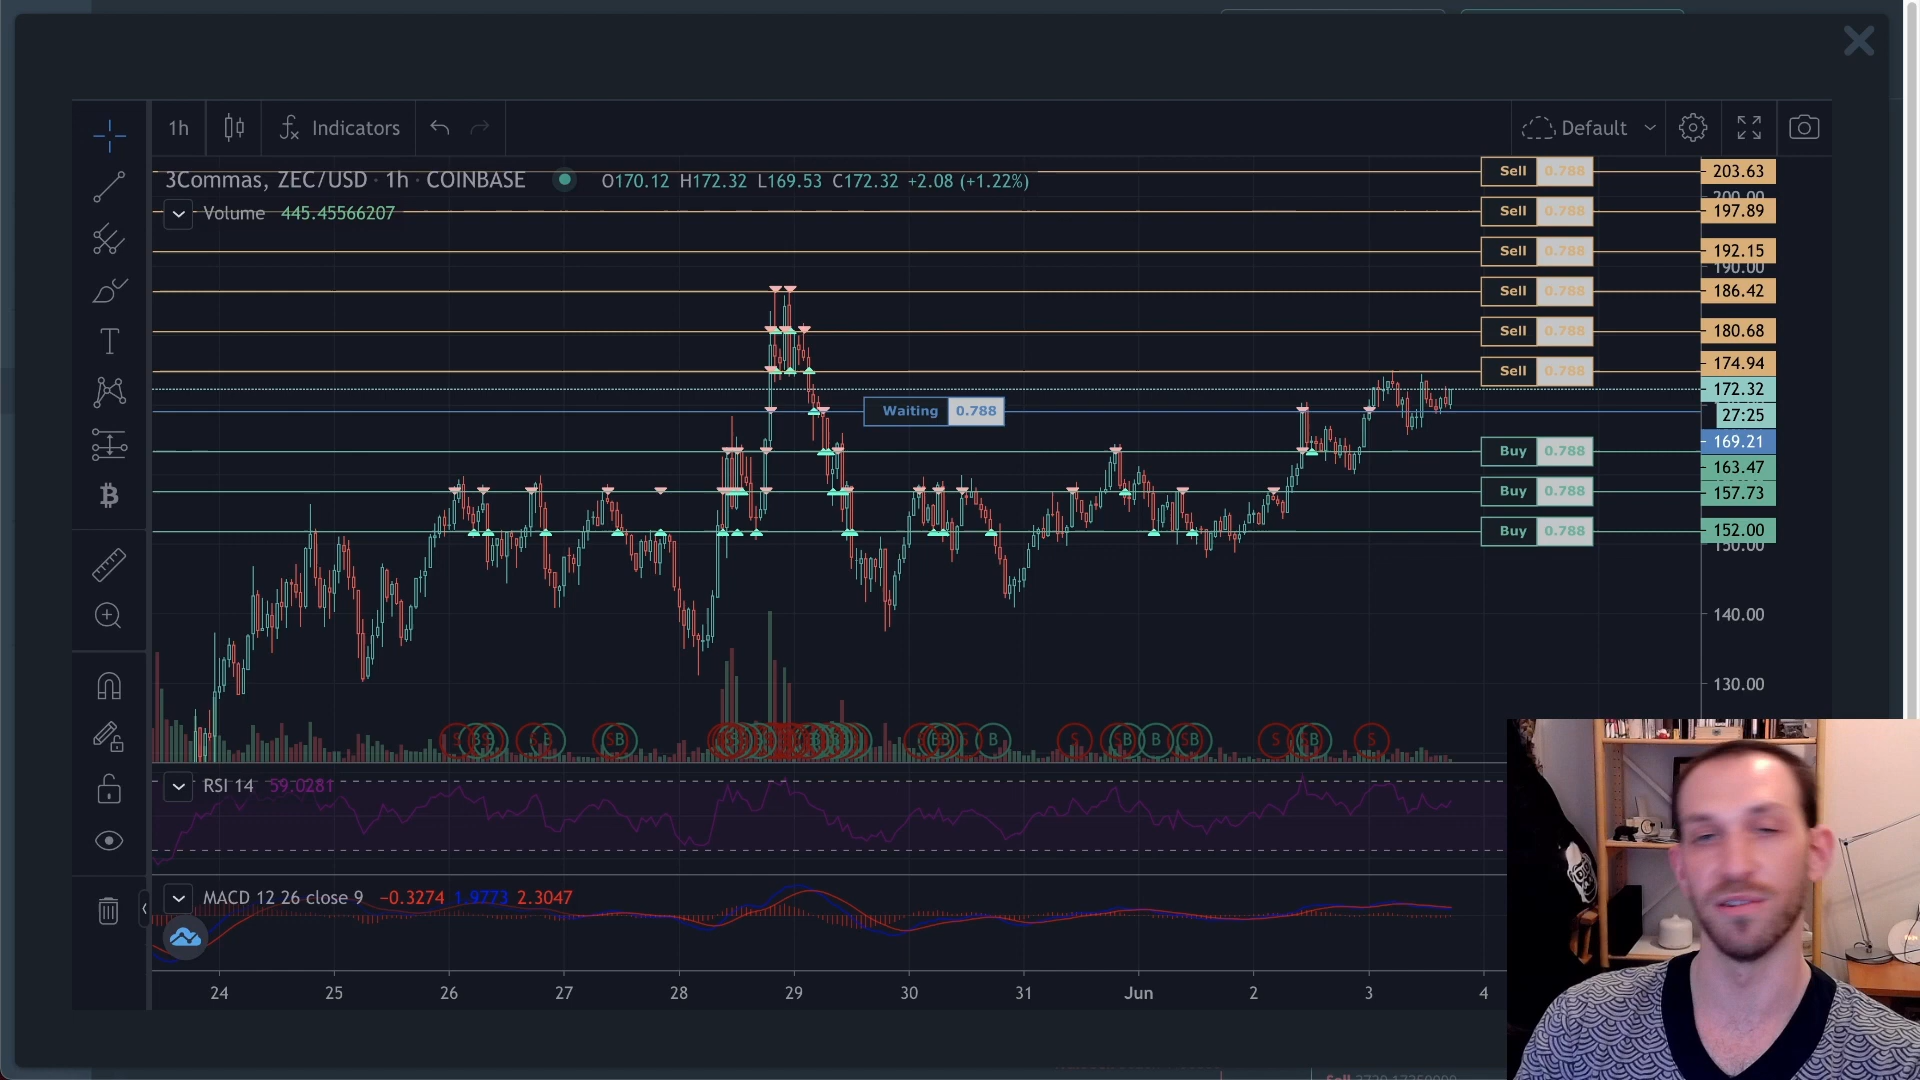 1h
Indicators
Default
3Commas, ZEC/USD · 1h · COINBASE
O170.12 H172.32 L169.53 C172.32 +2.08 (+1.22%)
Volume 445.45566207
Sell 0.788 203.63
200.00
Sell 0.788 197.89
Sell 0.788 192.15
190.00
Sell 0.788 186.42
Sell 0.788 180.68
Sell 0.788 174.94
172.32
27:25
Waiting 0.788 169.21
Buy 0.788 163.47
Buy 0.788 157.73
Buy 0.788 152.00
150.00
140.00
130.00
RSI 14 59.0281
MACD 12 26 close 9 −0.3274 1.9773 2.3047
24 25 26 27 28 29 30 31 Jun 2 3 4